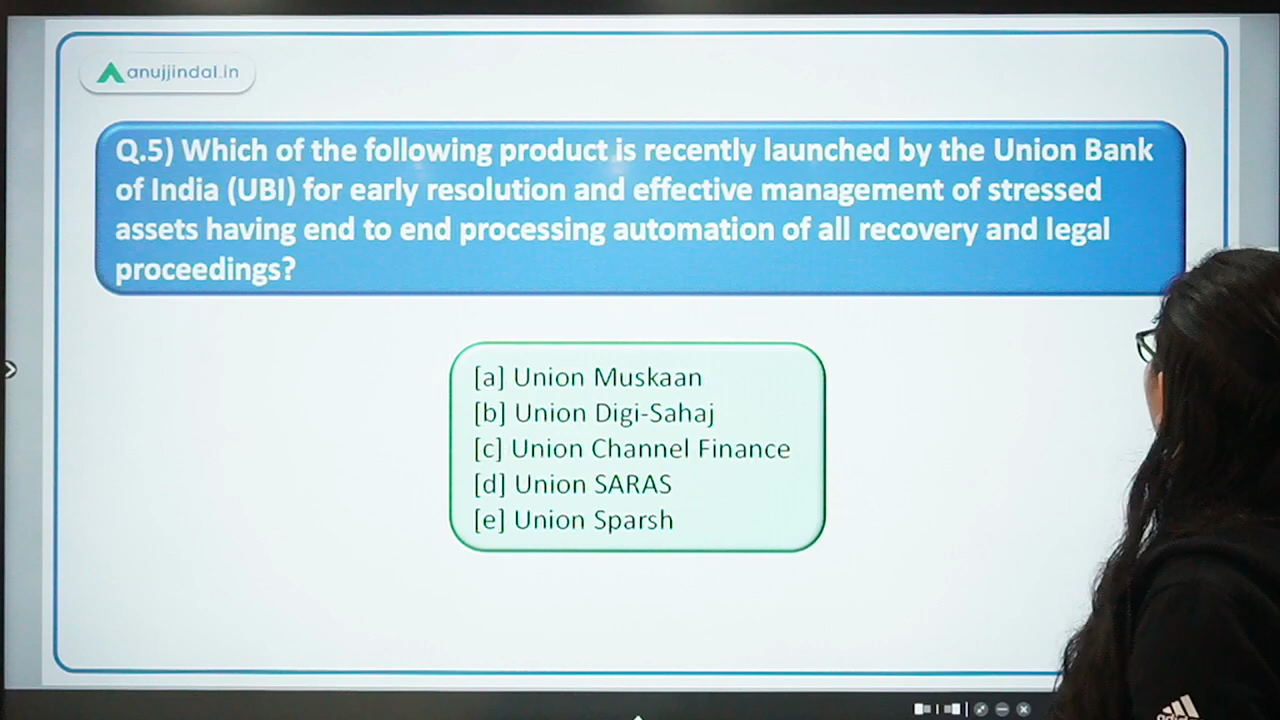 anujjindal.in
Q.5) Which of the following product is recently launched by the Union Bank
of India (UBI) for early resolution and effective management of stressed
assets having end to end processing automation of all recovery and legal
proceedings?
[a] Union Muskaan
[b] Union Digi-Sahaj
[c] Union Channel Finance
[d] Union SARAS
[e] Union Sparsh